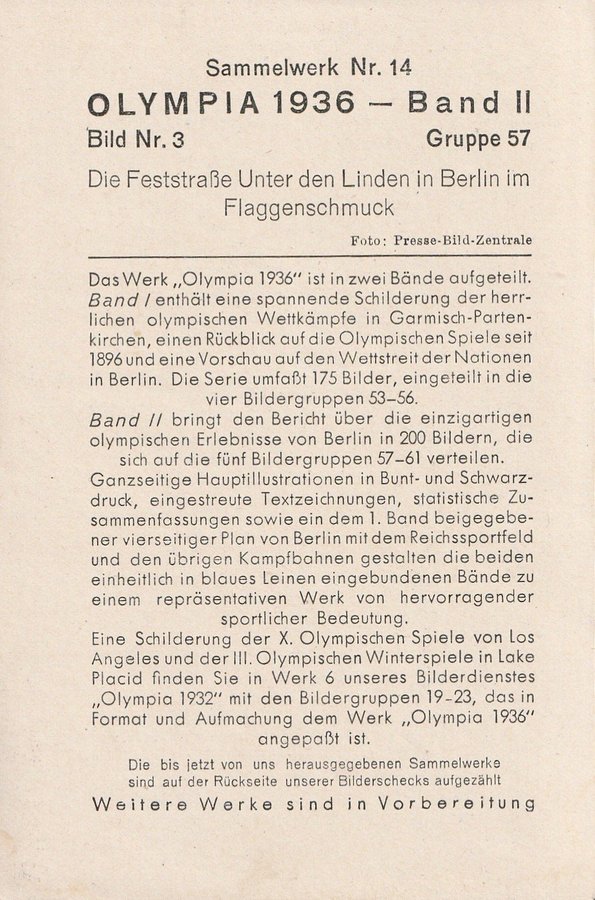 Sammelwerk Nr. 14
OLYMPIA 1936 — Band II
Bild Nr. 3 Gruppe 57
Die Feststraße Unter den Linden in Berlin im
Flaggenschmuck
Foto: Presse-Bild-Zentrale
Das Werk „Olympia 1936“ ist in zwei Bände aufgeteilt.
Band I enthält eine spannende Schilderung der herr-
lichen olympischen Wettkämpfe in Garmisch-Parten-
kirchen, einen Rückblick auf die Olympischen Spiele seit
1896 und eine Vorschau auf den Wettstreit der Nationen
in Berlin. Die Serie umfaßt 175 Bilder, eingeteilt in die
vier Bildergruppen 53–56.
Band II bringt den Bericht über die einzigartigen
olympischen Erlebnisse von Berlin in 200 Bildern, die
sich auf die fünf Bildergruppen 57–61 verteilen.
Ganzseitige Hauptillustrationen in Bunt- und Schwarz-
druck, eingestreute Textzeichnungen, statistische Zu-
sammenfassungen sowie ein dem 1. Band beigegebe-
ner vierseitiger Plan von Berlin mit dem Reichssportfeld
und den übrigen Kampfbahnen gestalten die beiden
einheitlich in blaues Leinen eingebundenen Bände zu
einem repräsentativen Werk von hervorragender
sportlicher Bedeutung.
Eine Schilderung der X. Olympischen Spiele von Los
Angeles und der III. Olympischen Winterspiele in Lake
Placid finden Sie in Werk 6 unseres Bilderdienstes
„Olympia 1932“ mit den Bildergruppen 19–23, das in
Format und Aufmachung dem Werk „Olympia 1936“
angepaßt ist.
Die bis jetzt von uns herausgegebenen Sammelwerke
sind auf der Rückseite unserer Bilderschecks aufgezählt
Weitere Werke sind in Vorbereitung